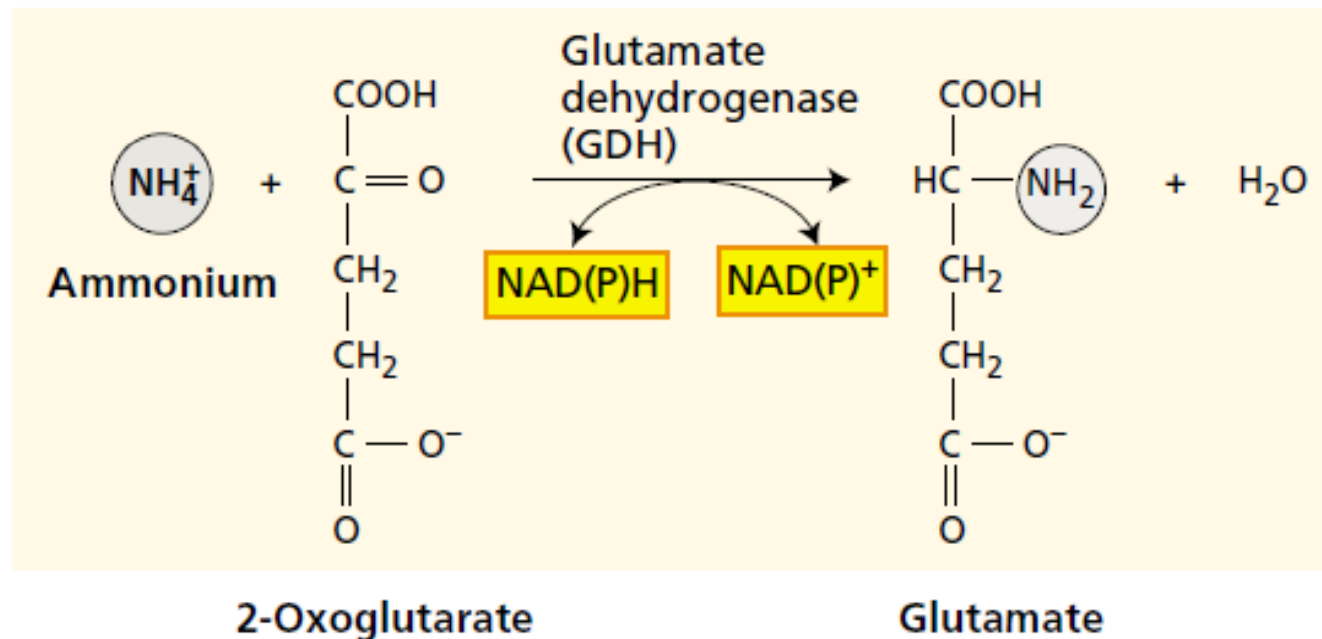 Glutamate
dehydrogenase
(GDH)
COOH
COOH
NH₄⁺ + C = O
HC — NH₂ + H₂O
Ammonium
CH₂
NAD(P)H
NAD(P)⁺
CH₂
CH₂
CH₂
C — O⁻
C — O⁻
O
O
2-Oxoglutarate
Glutamate